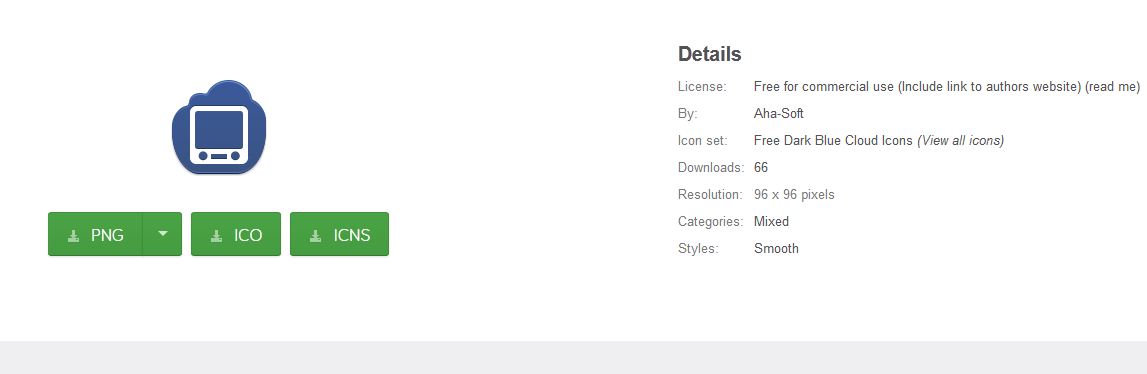 Details
License: Free for commercial use (Include link to authors website) (read me)
By: Aha-Soft
Icon set: Free Dark Blue Cloud Icons (View all icons)
Downloads: 66
Resolution: 96 x 96 pixels
Categories: Mixed
Styles: Smooth
PNG ICO ICNS